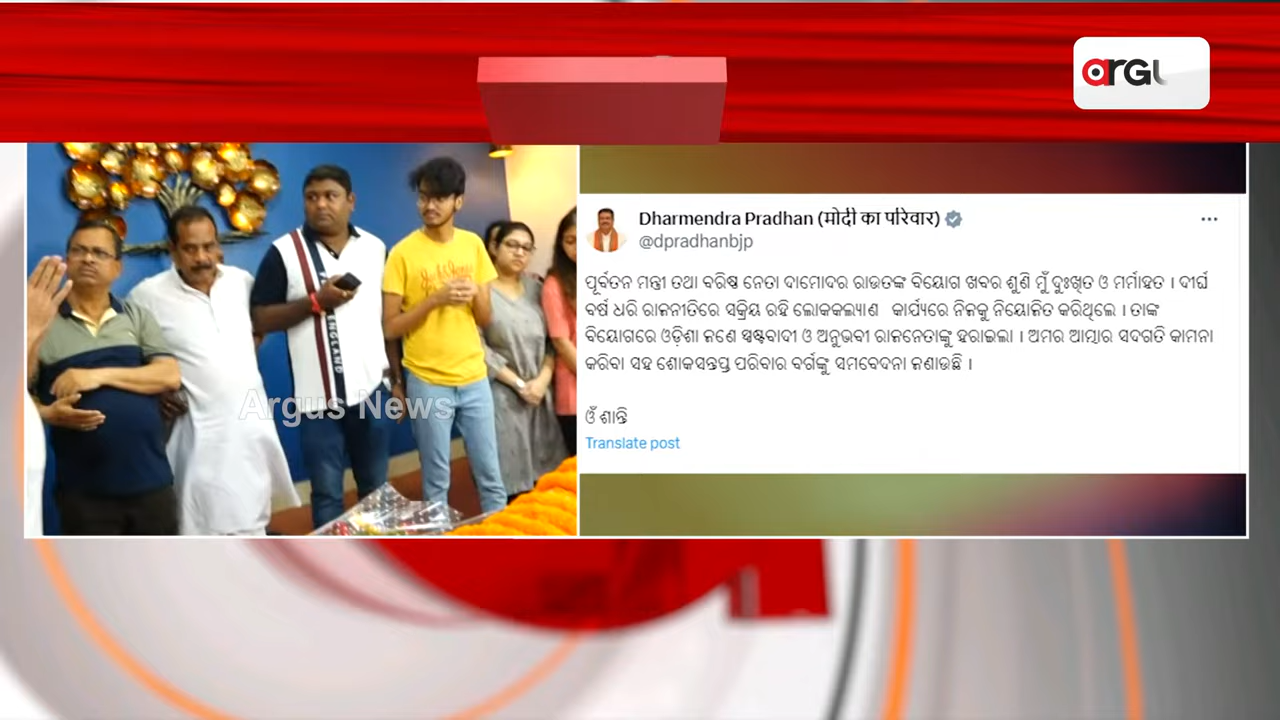 arGU
Dharmendra Pradhan (मोदी का परिवार)
@dpradhanbjp
ପୂର୍ବତନ ମନ୍ତ୍ରୀ ତଥା ବରିଷ୍ଠ ନେତା ଦାମୋଦର ରାଉତଙ୍କ ବିୟୋଗ ଖବର ଶୁଣି ମୁଁ ଦୁଃଖିତ ଓ ମର୍ମାହତ । ଦୀର୍ଘ
ବର୍ଷ ଧରି ରାଜନୀତିରେ ସକ୍ରିୟ ରହି ଲୋକକଲ୍ୟାଣ କାର୍ଯ୍ୟରେ ନିଜକୁ ନିୟୋଜିତ କରିଥିଲେ । ତାଙ୍କ
ବିୟୋଗରେ ଓଡ଼ିଶା ଜଣେ ସ୍ପଷ୍ଟବାଦୀ ଓ ଅନୁଭବୀ ରାଜନେତାଙ୍କୁ ହରାଇଲା । ଅମର ଆତ୍ମାର ସଦଗତି କାମନା
କରିବା ସହ ଶୋକସନ୍ତପ୍ତ ପରିବାର ବର୍ଗଙ୍କୁ ସମବେଦନା ଜଣାଉଛି ।
ଓଁ ଶାନ୍ତି
Translate post
ENGLAND
Argus News